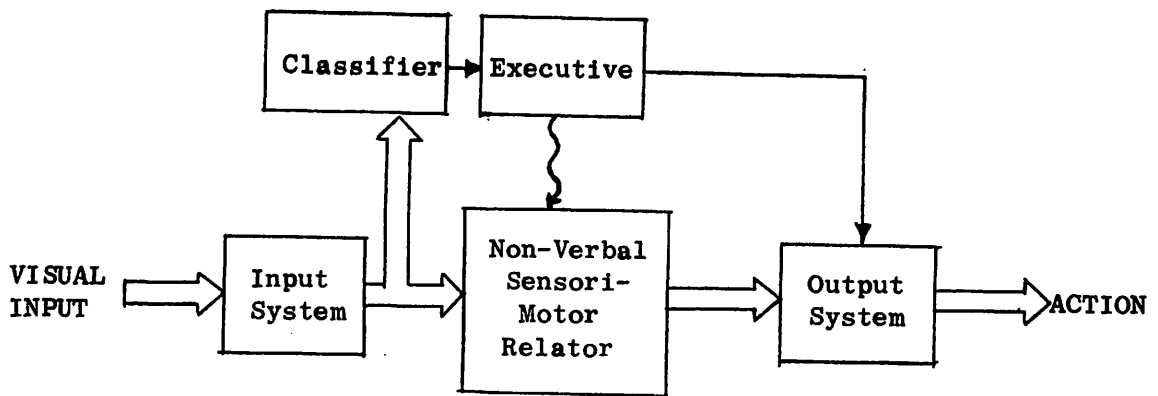 Classifier
Executive
VISUAL
INPUT
Input
System
Non-Verbal
Sensori-
Motor
Relator
Output
System
ACTION